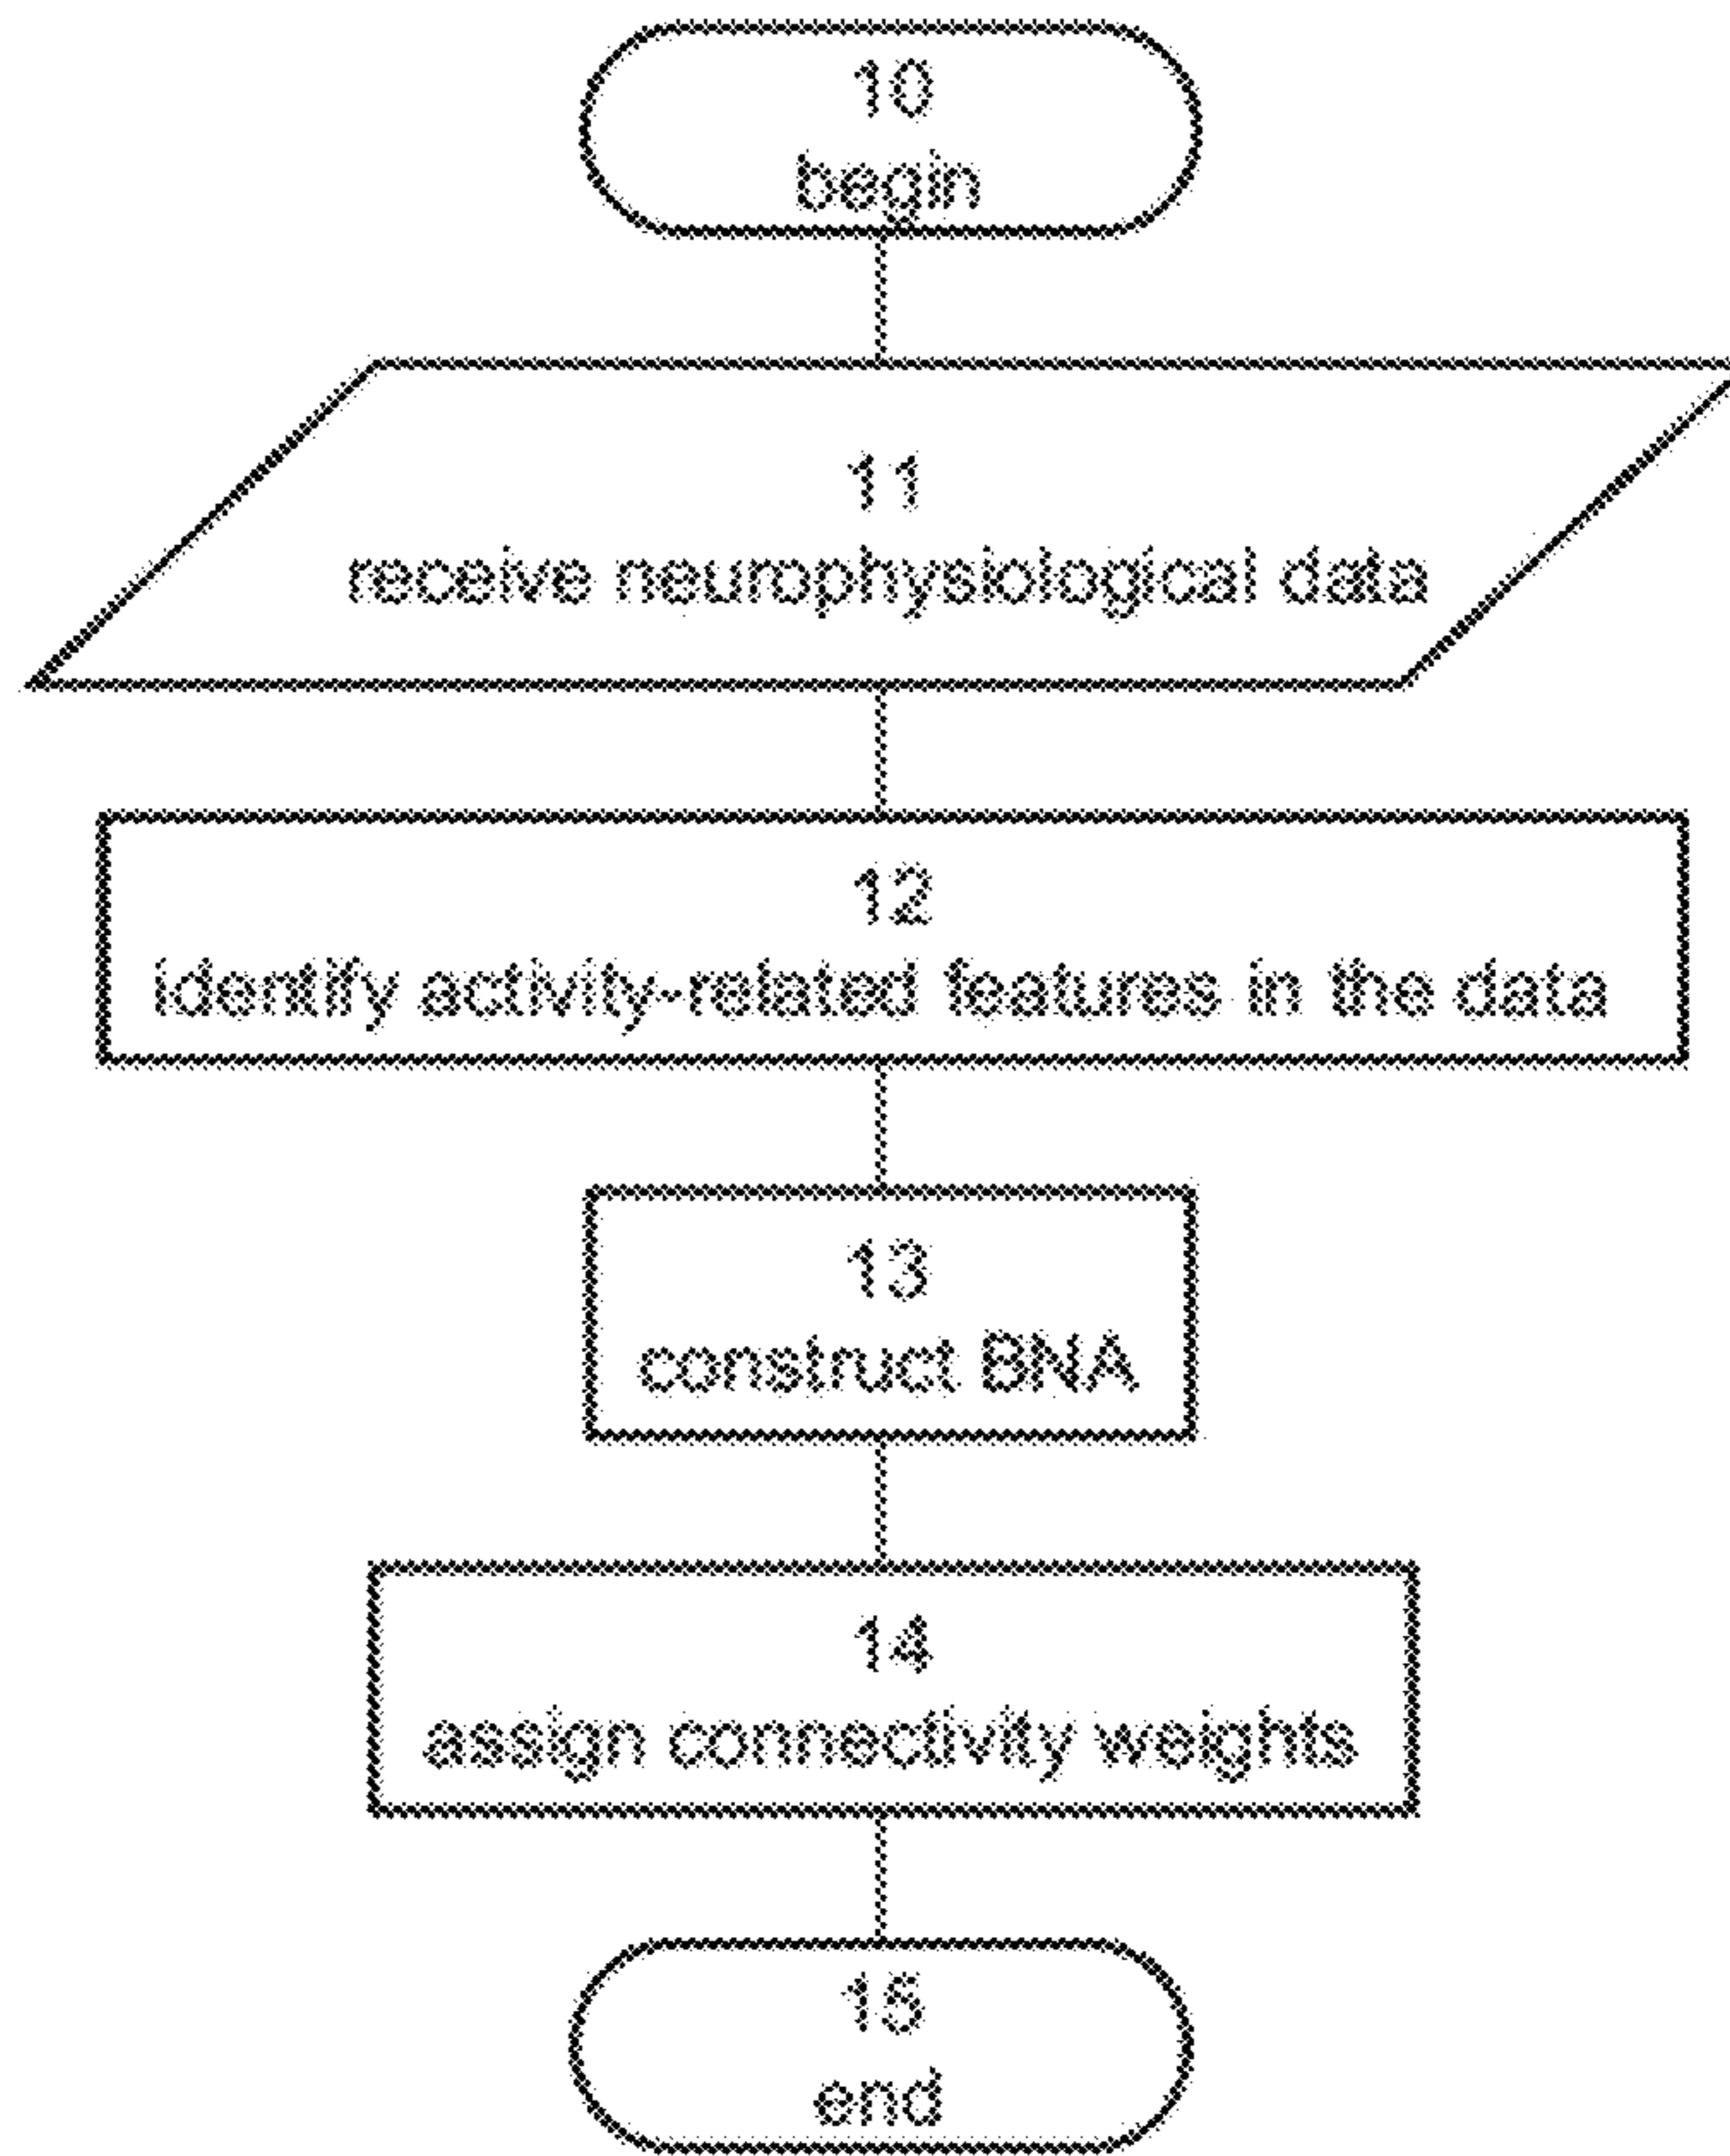 10
begin
11
receive neurophysiological data
12
identify activity-related features in the data
13
construct BNA
14
assign connectivity weights
15
end